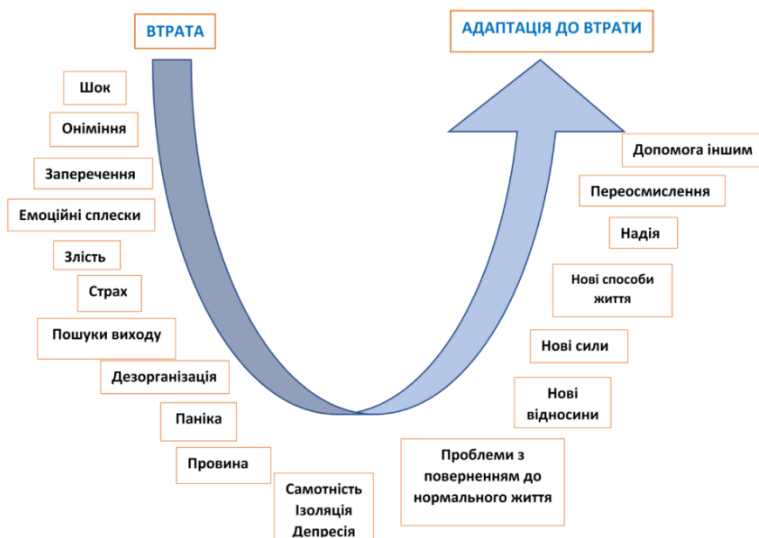 ВТРАТА
АДАПТАЦІЯ ДО ВТРАТИ
Шок
Оніміння
Заперечення
Емоційні сплески
Злість
Страх
Пошуки виходу
Дезорганізація
Паніка
Провина
Самотність
Ізоляція
Депресія
Проблеми з
поверненням до
нормального життя
Нові
відносини
Нові сили
Нові способи
життя
Надія
Переосмислення
Допомога іншим